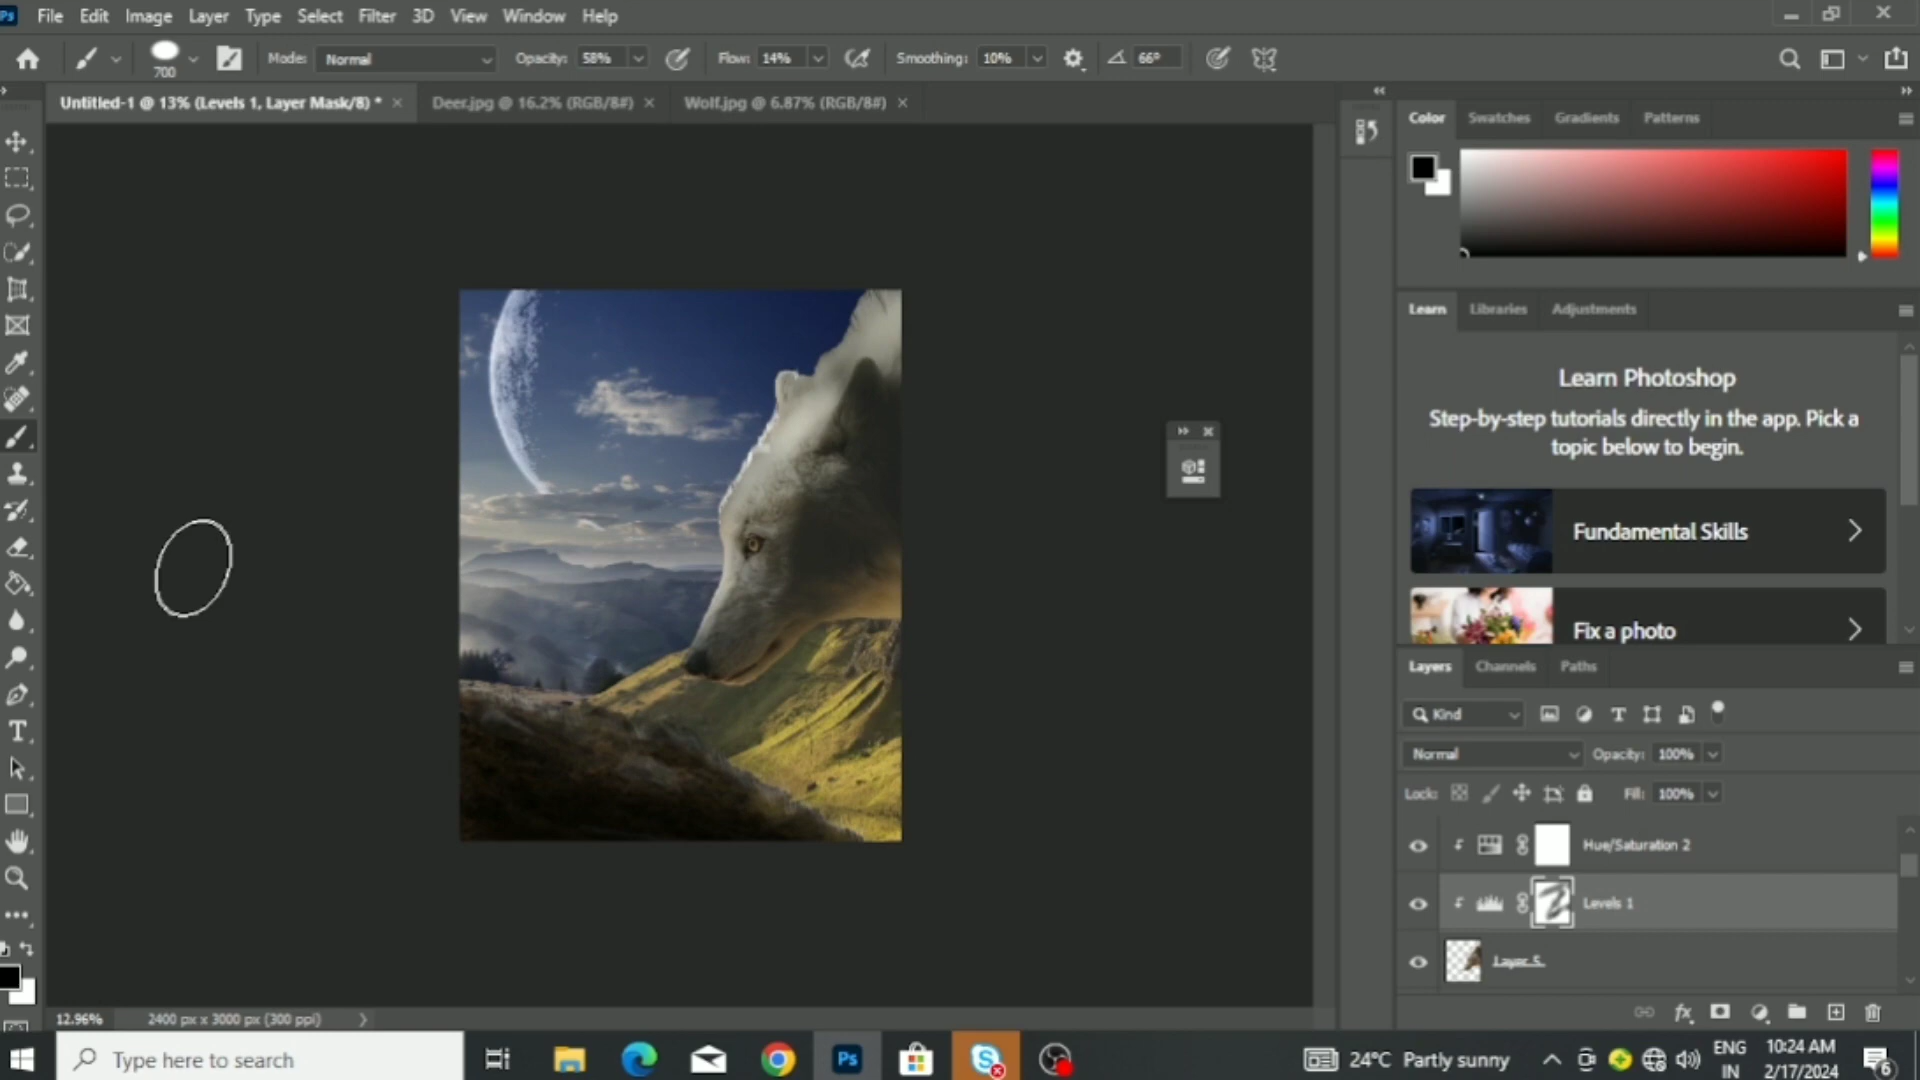 Ps File Edit Image Layer Type Select Filter 3D View Window Help
700 Mode: Normal Opacity: 58% Flow: 14% Smoothing: 10% 66°
Untitled-1 @ 13% (Levels 1, Layer Mask/8) * × Deer.jpg @ 16.2% (RGB/8#) × Wolf.jpg @ 6.87% (RGB/8#) ×
Color Swatches Gradients Patterns
Learn Libraries Adjustments
Learn Photoshop
Step-by-step tutorials directly in the app. Pick a
topic below to begin.
Fundamental Skills
Fix a photo
Layers Channels Paths
Kind
Normal Opacity: 100%
Lock: Fill: 100%
Hue/Saturation 2
Levels 1
Layer 5
12.96% 2400 px x 3000 px (300 ppi)
Type here to search
Ps
24°C Partly sunny
ENG
IN
10:24 AM
2/17/2024
6